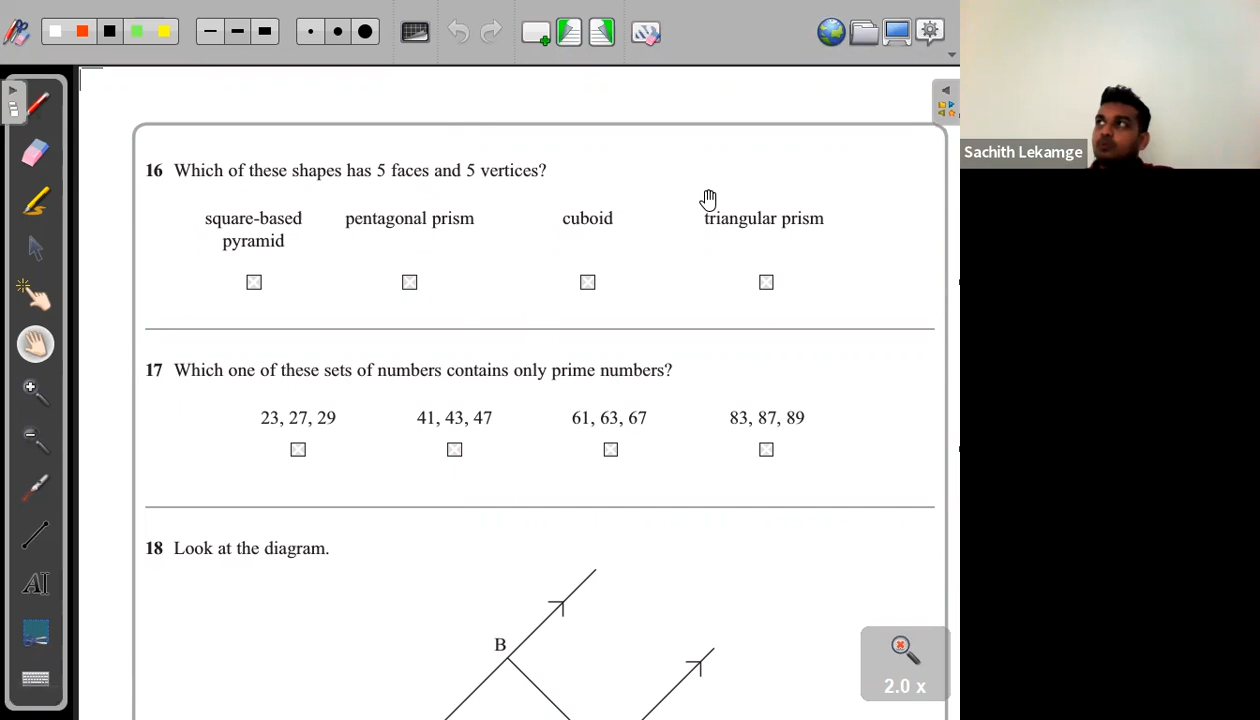 Sachith Lekamge
16 Which of these shapes has 5 faces and 5 vertices?
square-based pyramid
pentagonal prism
cuboid
triangular prism
17 Which one of these sets of numbers contains only prime numbers?
23, 27, 29
41, 43, 47
61, 63, 67
83, 87, 89
18 Look at the diagram.
B
2.0 x